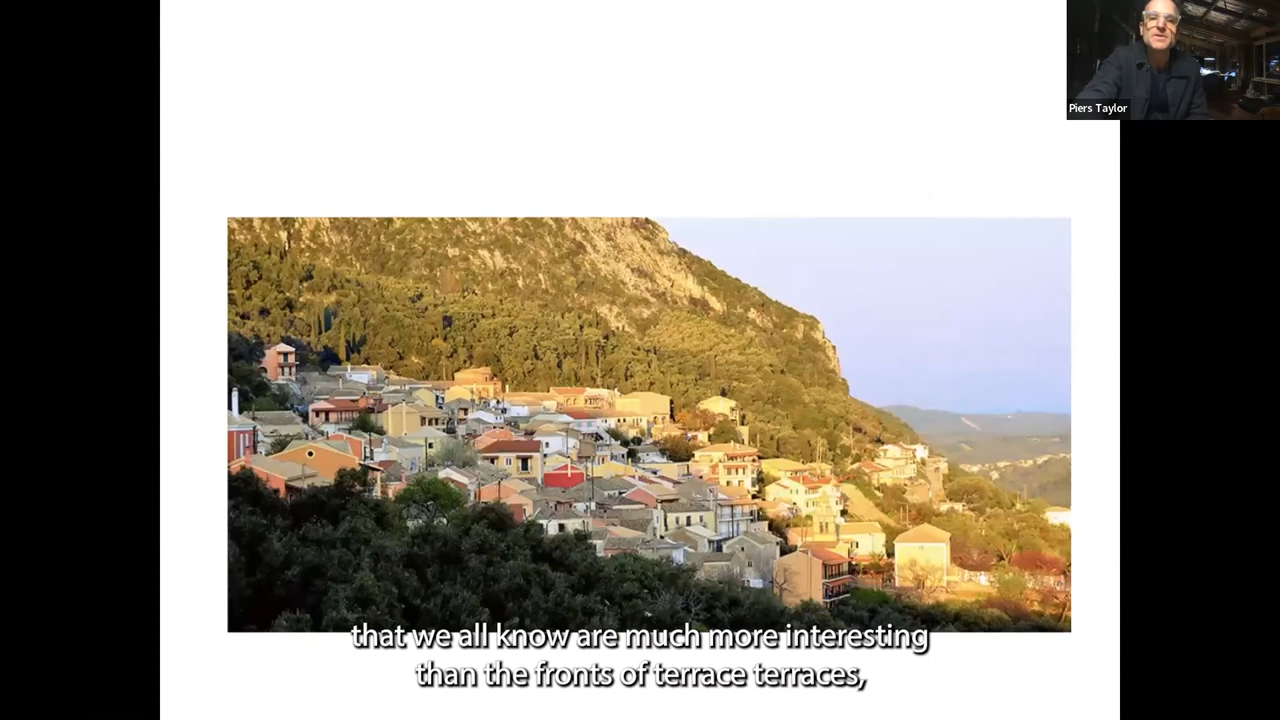 Piers Taylor
that we all know are much more interesting
than the fronts of terrace terraces,